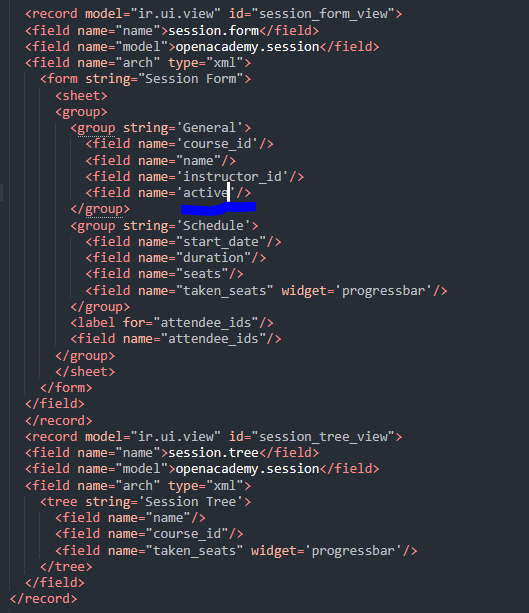 <record model="ir.ui.view" id="session_form_view">
<field name="name">session.form</field>
<field name="model">openacademy.session</field>
<field name="arch" type="xml">
<form string="Session Form">
<sheet>
<group>
<group string='General'>
<field name='course_id'/>
<field name="name"/>
<field name='instructor_id'/>
<field name='active'/>
</group>
<group string='Schedule'>
<field name="start_date"/>
<field name="duration"/>
<field name="seats"/>
<field name="taken_seats" widget='progressbar'/>
</group>
<label for="attendee_ids"/>
<field name="attendee_ids"/>
</group>
</sheet>
</form>
</field>
</record>
<record model="ir.ui.view" id="session_tree_view">
<field name="name">session.tree</field>
<field name="model">openacademy.session</field>
<field name="arch" type="xml">
<tree string='Session Tree'>
<field name="name"/>
<field name="course_id"/>
<field name="taken_seats" widget='progressbar'/>
</tree>
</field>
</record>